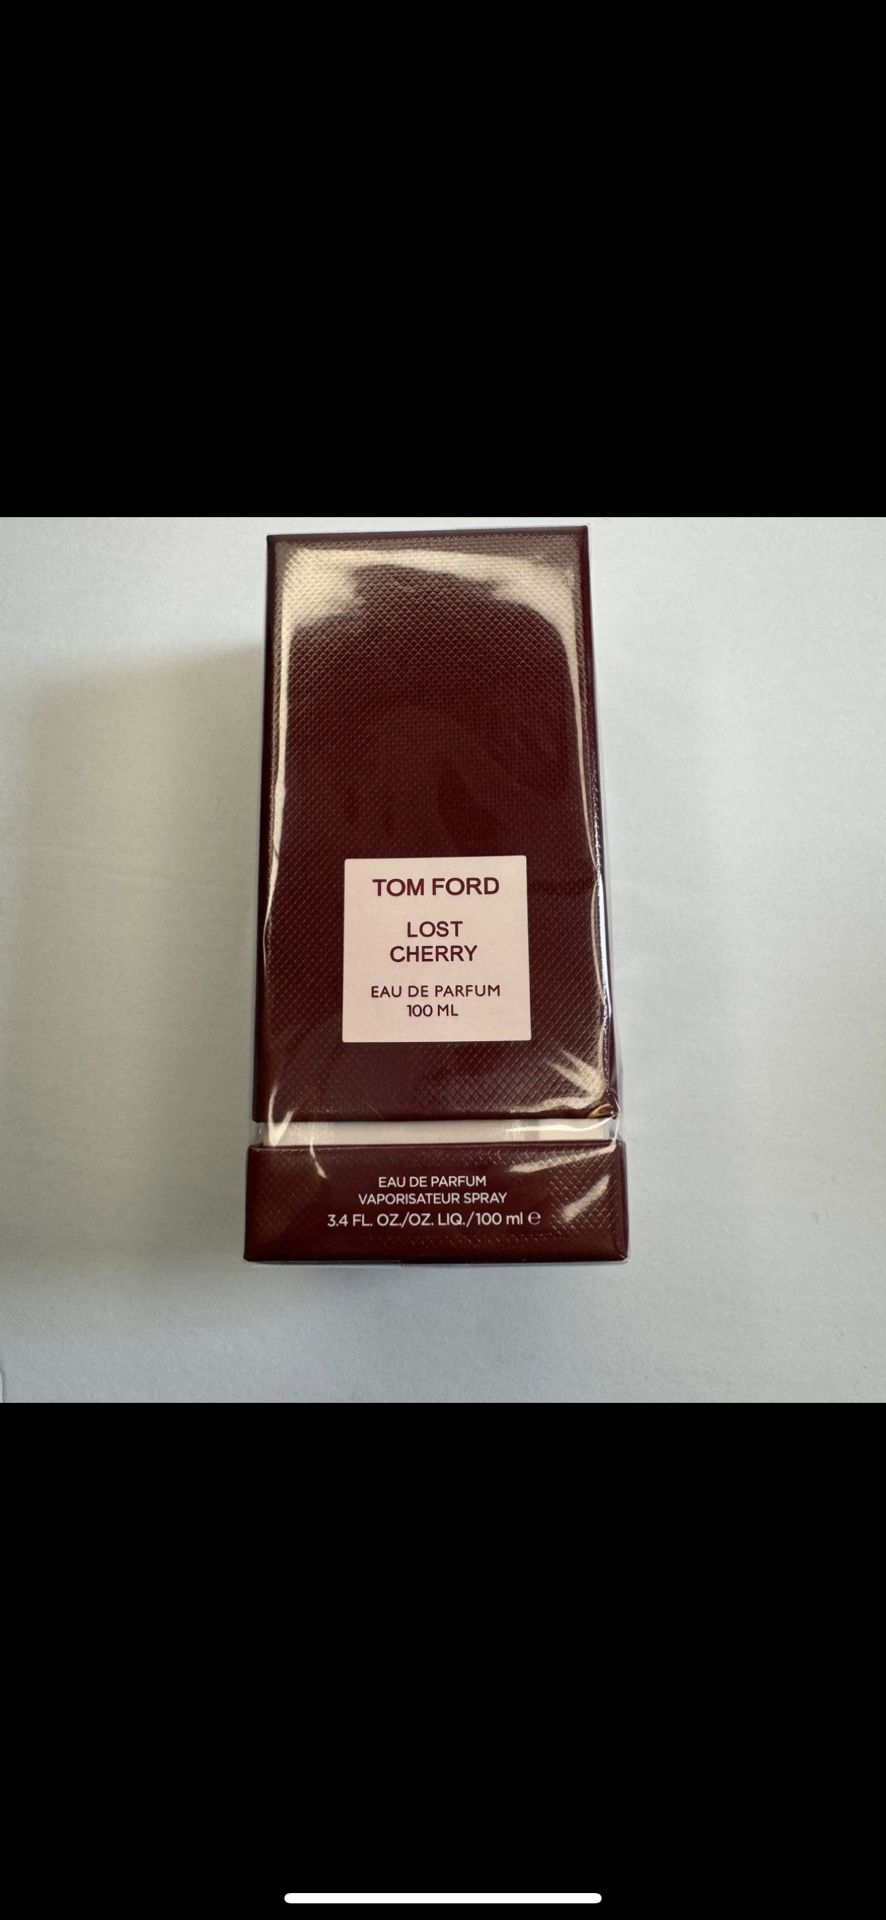 TOM FORD
LOST
CHERRY
EAU DE PARFUM
100 ML
EAU DE PARFUM
VAPORISATEUR SPRAY
3.4 FL. OZ./OZ. LIQ./100 ml ℮